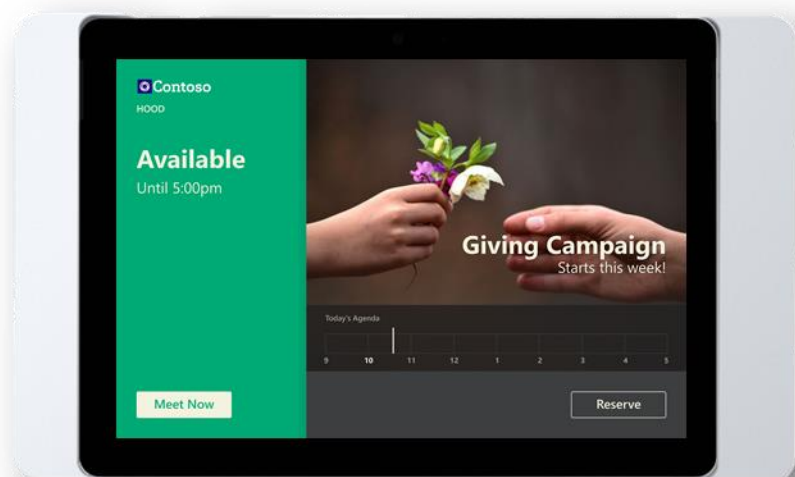 Contoso
HOOD
Available
Until 5:00pm
Meet Now
Giving Campaign
Starts this week!
Today's Agenda
9 10 11 12 1 2 3 4 5
Reserve